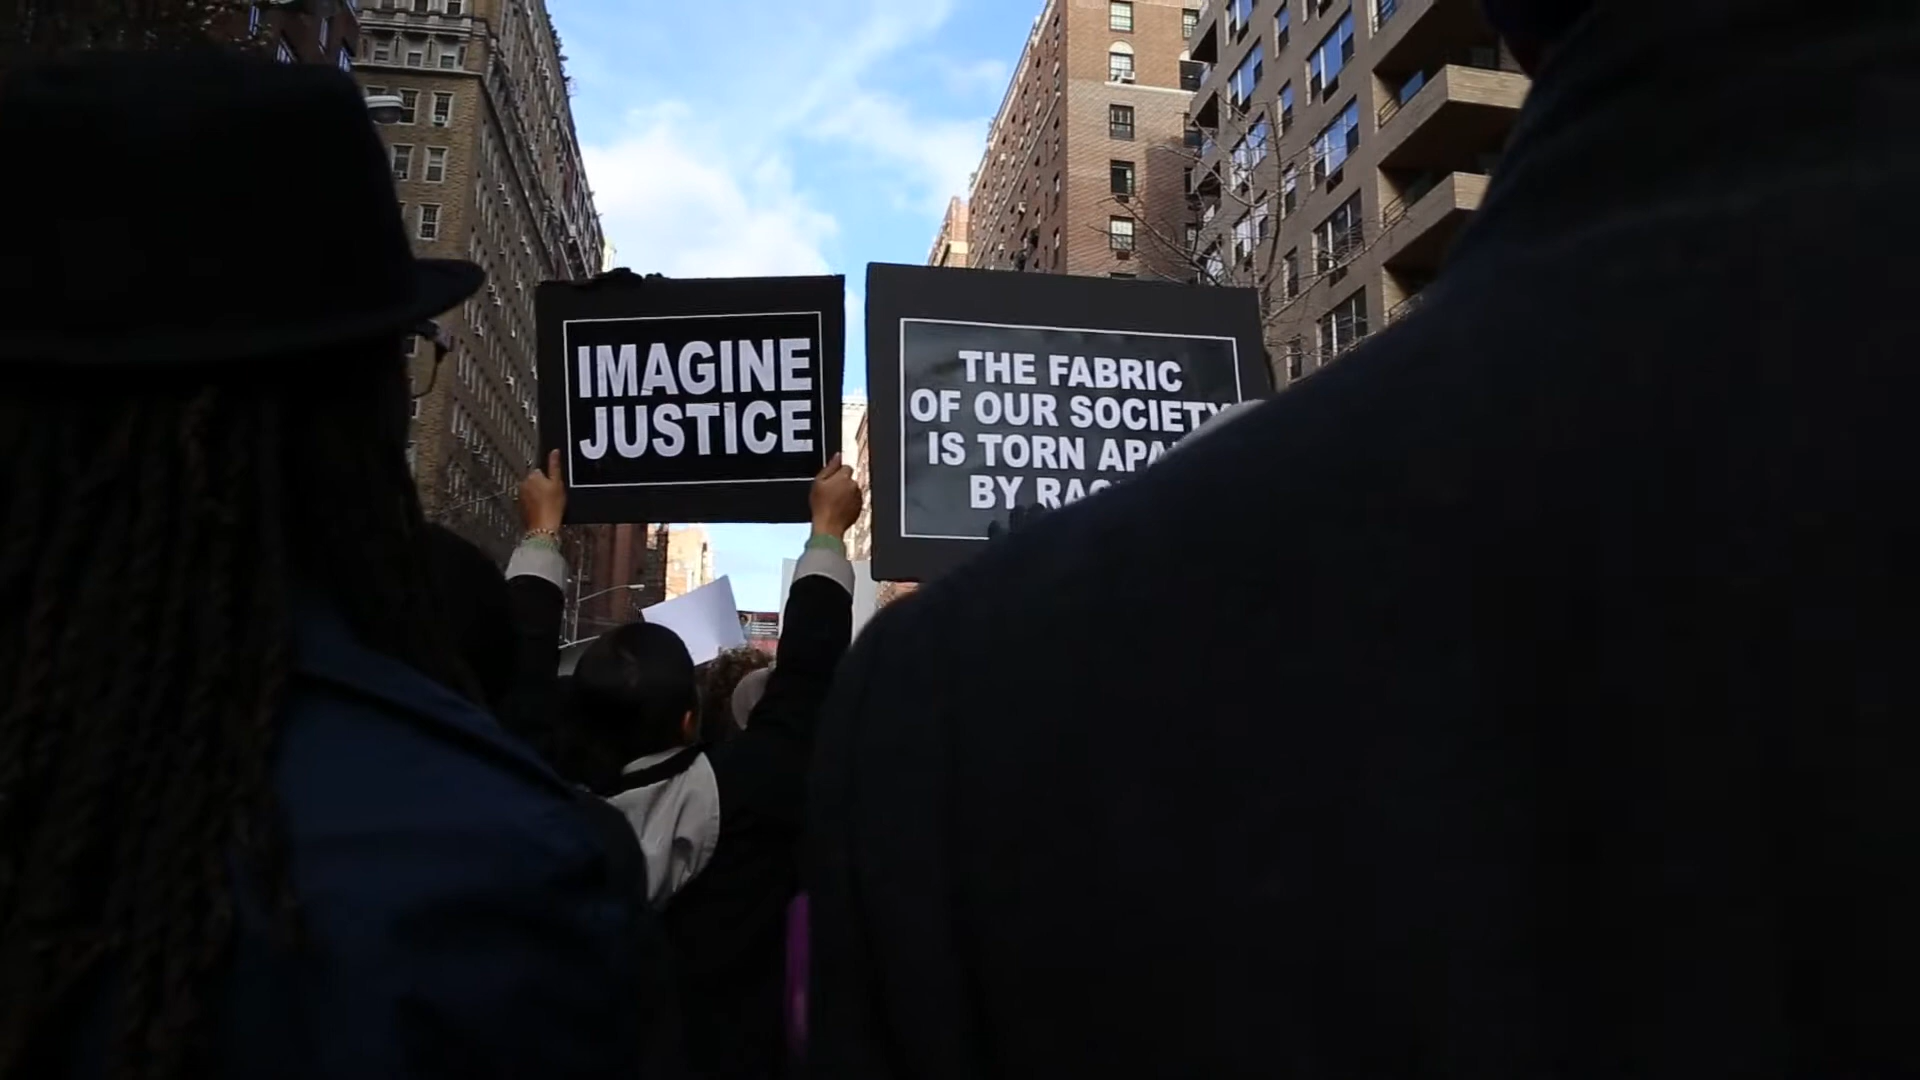 IMAGINE
JUSTICE
THE FABRIC
OF OUR SOCIETY
IS TORN
BY